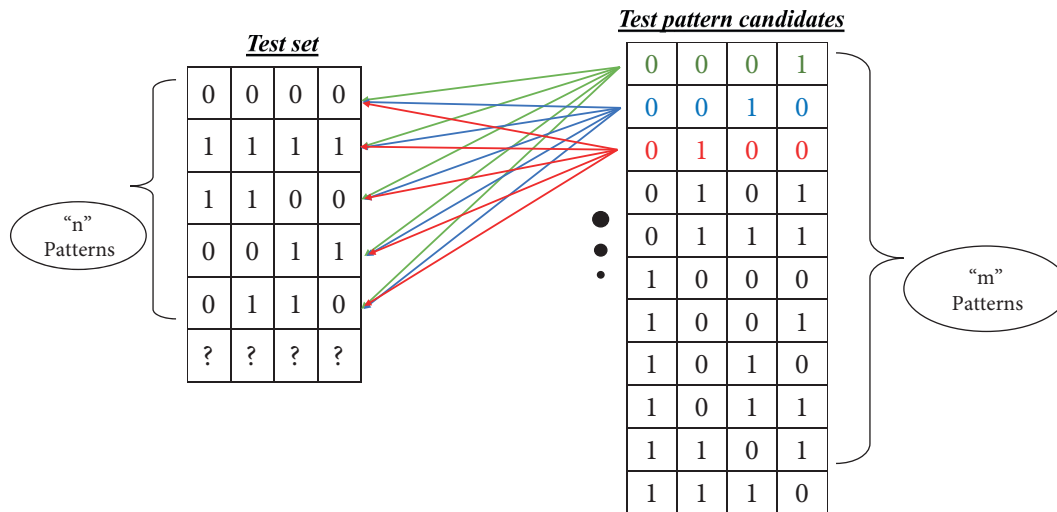 Test set
0 0 0 0
1 1 1 1
1 1 0 0
0 0 1 1
0 1 1 0
? ? ? ?
“n”
Patterns
Test pattern candidates
0 0 0 1
0 0 1 0
0 1 0 0
0 1 0 1
0 1 1 1
1 0 0 0
1 0 0 1
1 0 1 0
1 0 1 1
1 1 0 1
1 1 1 0
“m”
Patterns